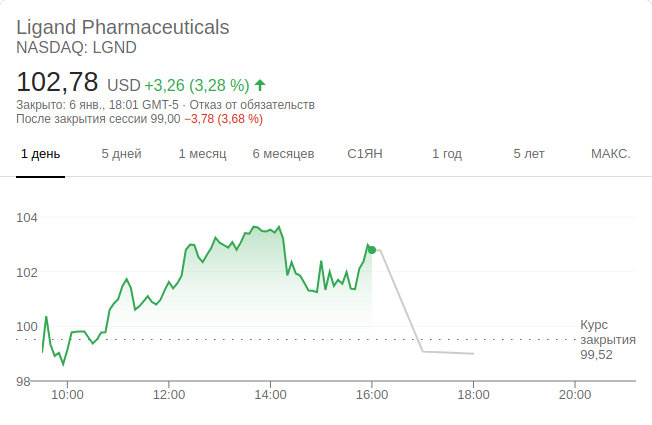 Ligand Pharmaceuticals
NASDAQ: LGND
102,78 USD +3,26 (3,28 %)
Закрыто: 6 янв., 18:01 GMT-5 · Отказ от обязательств
После закрытия сессии 99,00 −3,78 (3,68 %)
1 день 5 дней 1 месяц 6 месяцев С1ЯН 1 год 5 лет МАКС.
104
102
100
98
Курс
закрытия
99,52
10:00 12:00 14:00 16:00 18:00 20:00